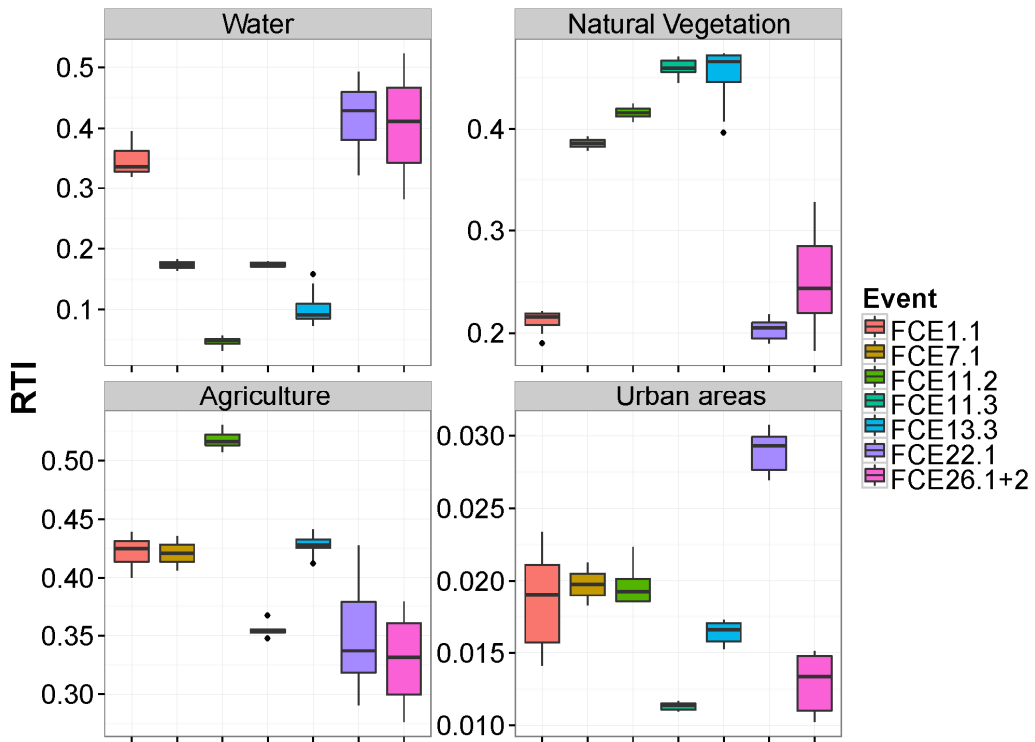 Water
Natural Vegetation
0.5
0.4
0.3
0.2
0.1
0.4
0.3
0.2
RTI
Agriculture
Urban areas
0.50
0.45
0.40
0.35
0.30
0.030
0.025
0.020
0.015
0.010
Event
FCE1.1
FCE7.1
FCE11.2
FCE11.3
FCE13.3
FCE22.1
FCE26.1+2